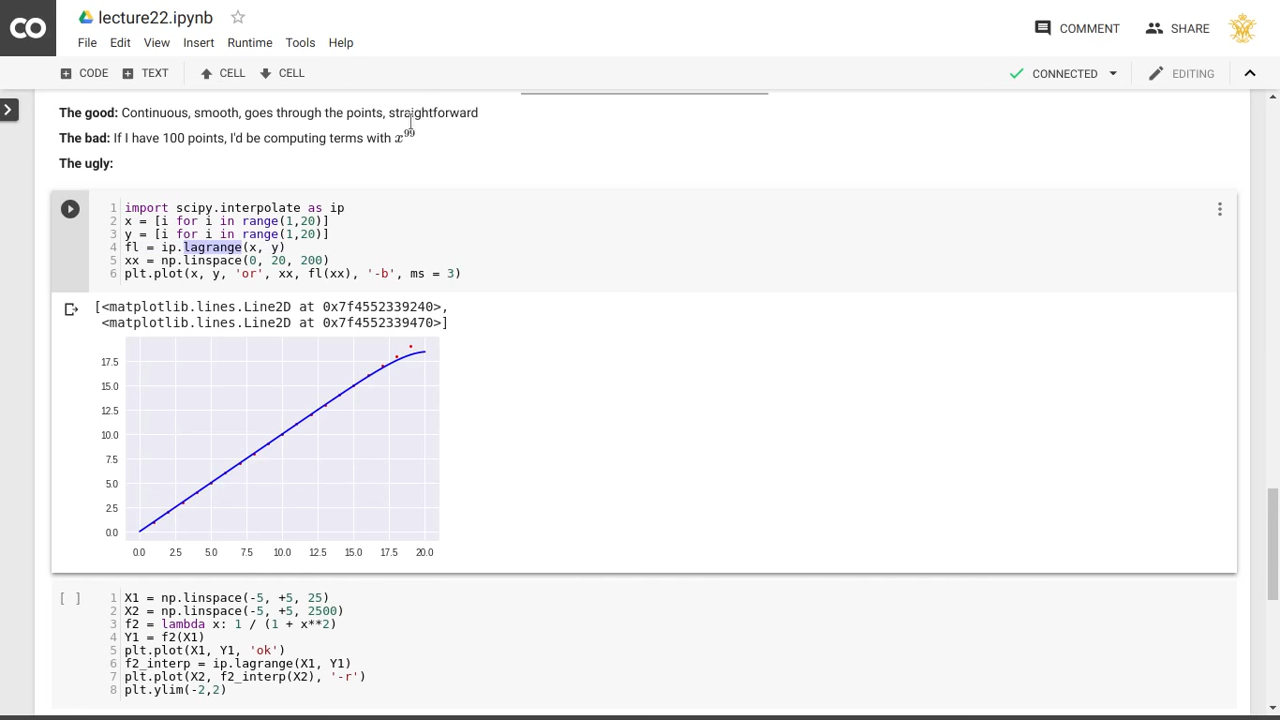 CO
lecture22.ipynb
File Edit View Insert Runtime Tools Help
COMMENT SHARE
CODE TEXT CELL CELL
CONNECTED EDITING
The good: Continuous, smooth, goes through the points, straightforward
The bad: If I have 100 points, I'd be computing terms with x^99
The ugly:
1 import scipy.interpolate as ip
2 x = [i for i in range(1,20)]
3 y = [i for i in range(1,20)]
4 fl = ip.lagrange(x, y)
5 xx = np.linspace(0, 20, 200)
6 plt.plot(x, y, 'or', xx, fl(xx), '-b', ms = 3)
[<matplotlib.lines.Line2D at 0x7f4552339240>,
<matplotlib.lines.Line2D at 0x7f4552339470>]
17.5
15.0
12.5
10.0
7.5
5.0
2.5
0.0
0.0 2.5 5.0 7.5 10.0 12.5 15.0 17.5 20.0
[ ]
1 X1 = np.linspace(-5, +5, 25)
2 X2 = np.linspace(-5, +5, 2500)
3 f2 = lambda x: 1 / (1 + x**2)
4 Y1 = f2(X1)
5 plt.plot(X1, Y1, 'ok')
6 f2_interp = ip.lagrange(X1, Y1)
7 plt.plot(X2, f2_interp(X2), '-r')
8 plt.ylim(-2,2)